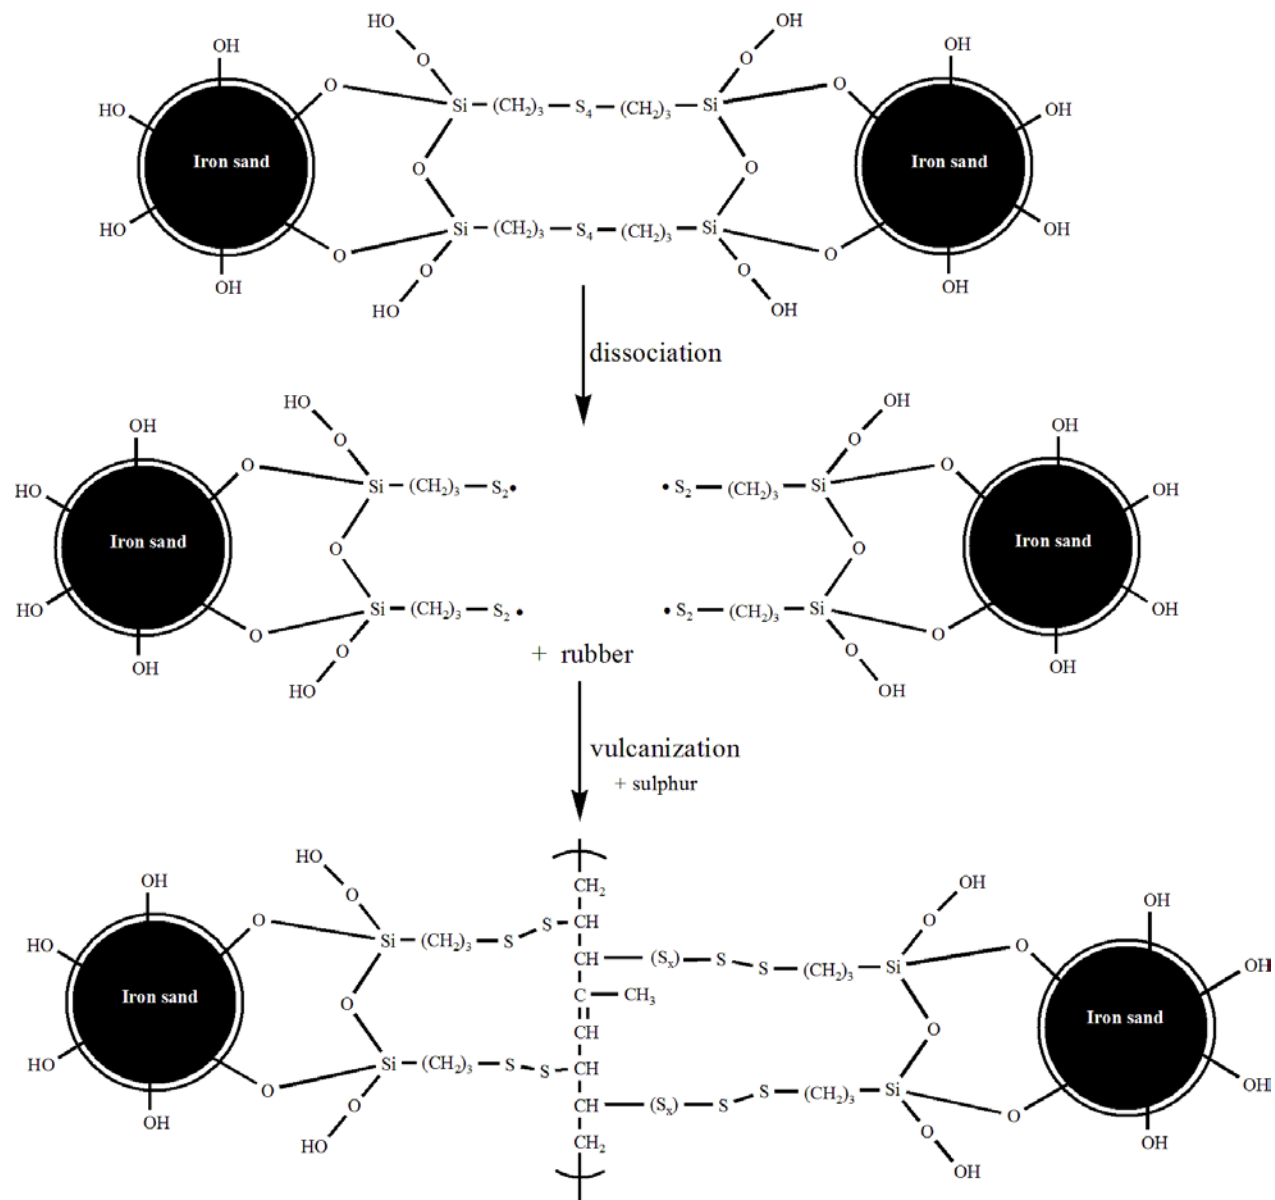 HO OH
OH O O OH
HO O Si—(CH₂)₃—S₄—(CH₂)₃—Si O OH
Iron sand O O Iron sand
HO O Si—(CH₂)₃—S₄—(CH₂)₃—Si O OH
OH O O OH
HO OH
dissociation
HO OH
OH O O OH
HO O Si—(CH₂)₃—S₂• •S₂—(CH₂)₃—Si O OH
Iron sand O O Iron sand
HO O Si—(CH₂)₃—S₂• •S₂—(CH₂)₃—Si O OH
OH O O OH
HO OH
+ rubber
vulcanization
+ sulphur
HO OH
OH O CH₂ O OH
HO O Si—(CH₂)₃—S—S—CH
CH—(Sₓ)—S—S—(CH₂)₃—Si O OH
Iron sand O C—CH₃
CH O Iron sand
HO O Si—(CH₂)₃—S—S—CH
CH—(Sₓ)—S—S—(CH₂)₃—Si O OH
OH O CH₂ O OH
HO OH